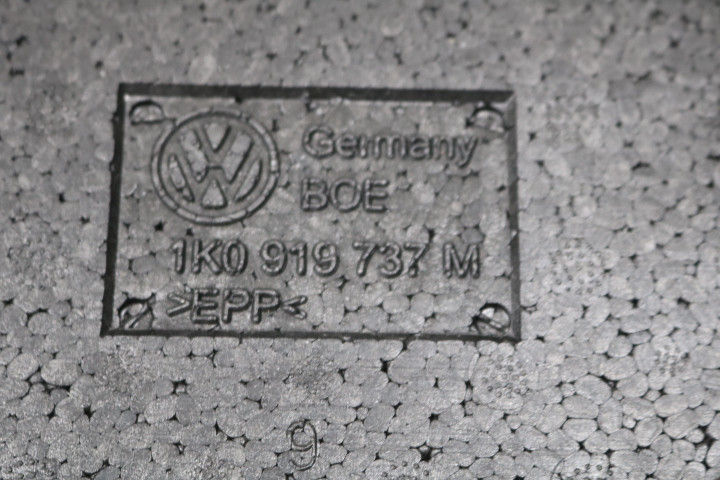 Germany
BOE
1K0 919 737 M
>EPP<
9